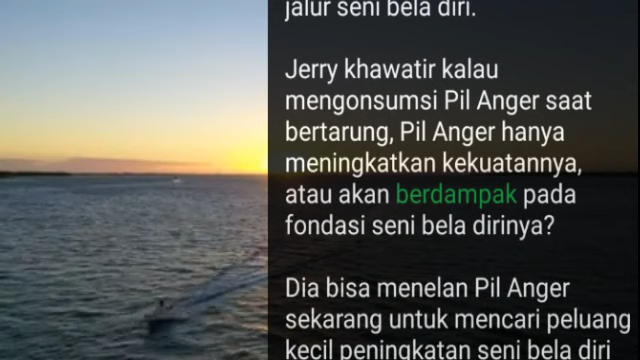 jalur seni bela diri.
Jerry khawatir kalau
mengonsumsi Pil Anger saat
bertarung, Pil Anger hanya
meningkatkan kekuatannya,
atau akan berdampak pada
fondasi seni bela dirinya?
Dia bisa menelan Pil Anger
sekarang untuk mencari peluang
kecil peningkatan seni bela diri